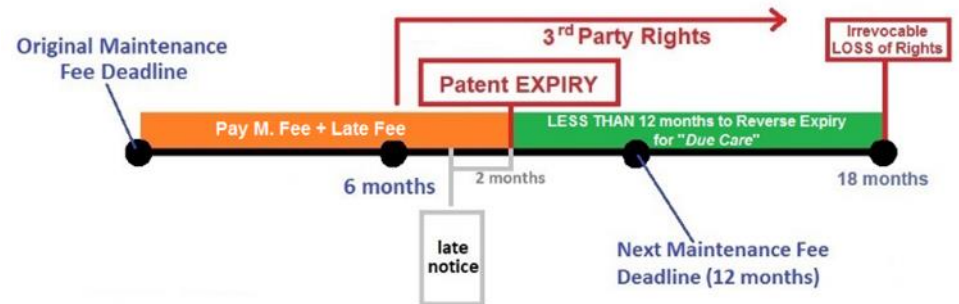 Original Maintenance
Fee Deadline
3rd Party Rights
Irrevocable
LOSS of Rights
Patent EXPIRY
Pay M. Fee + Late Fee
LESS THAN 12 months to Reverse Expiry
for "Due Care"
6 months
2 months
18 months
late
notice
Next Maintenance Fee
Deadline (12 months)